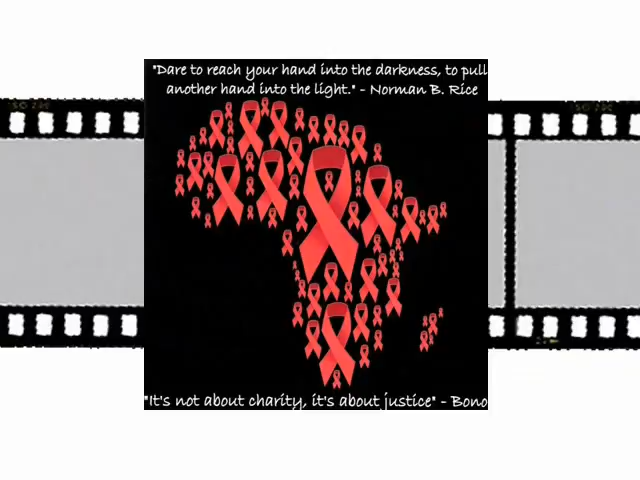 "Dare to reach your hand into the darkness, to pull
another hand into the light." - Norman B. Rice
"It's not about charity, it's about justice" - Bono